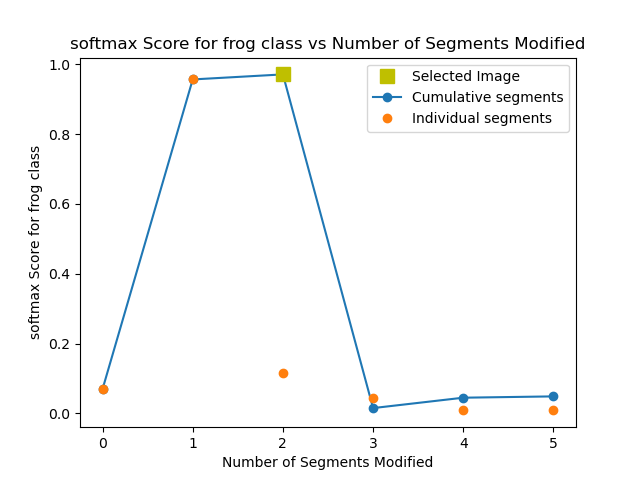 softmax Score for frog class vs Number of Segments Modified
softmax Score for frog class
1.0
0.8
0.6
0.4
0.2
0.0
Selected Image
Cumulative segments
Individual segments
0 1 2 3 4 5
Number of Segments Modified